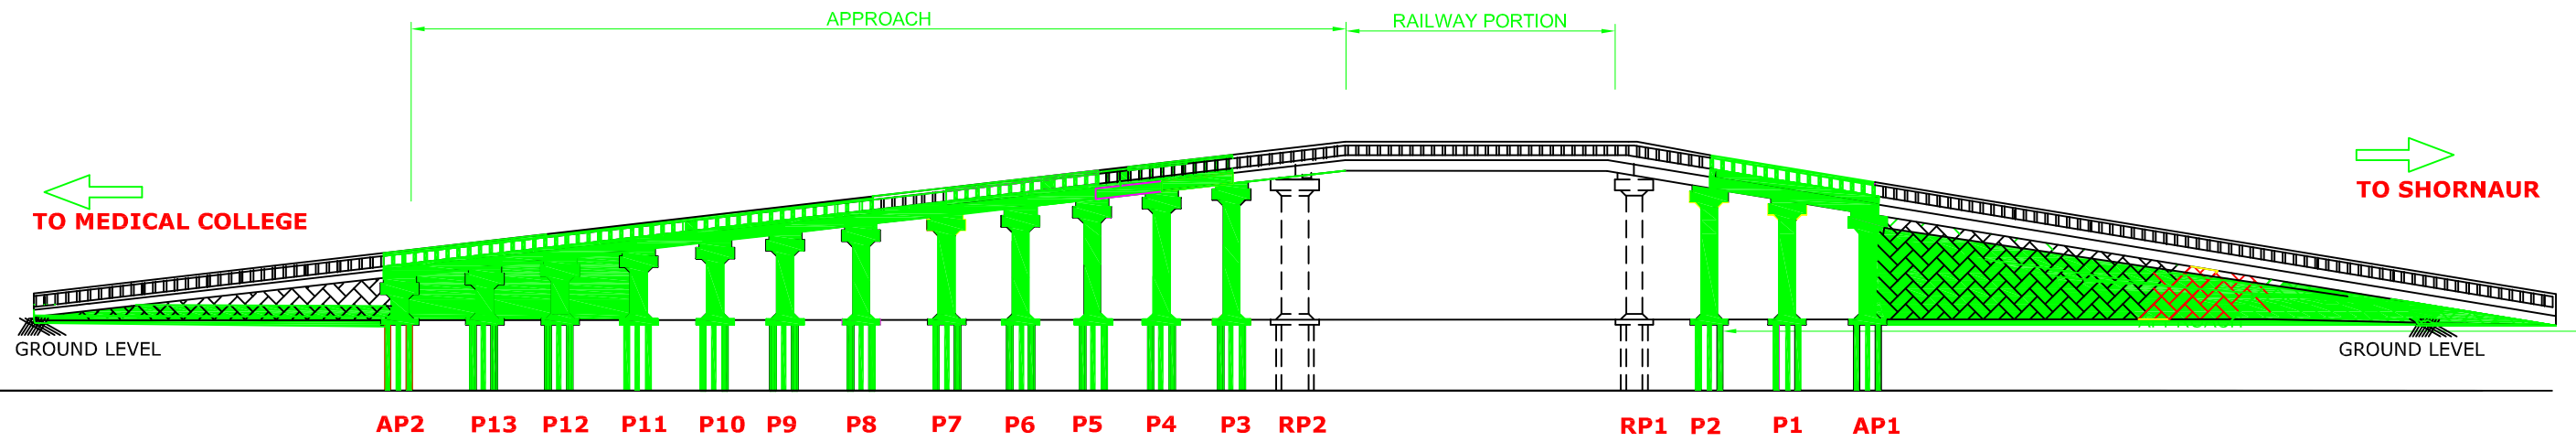 APPROACH
RAILWAY PORTION
TO MEDICAL COLLEGE
TO SHORNAUR
APPROACH
GROUND LEVEL
GROUND LEVEL
AP2 P13 P12 P11 P10 P9 P8 P7 P6 P5 P4 P3 RP2 RP1 P2 P1 AP1